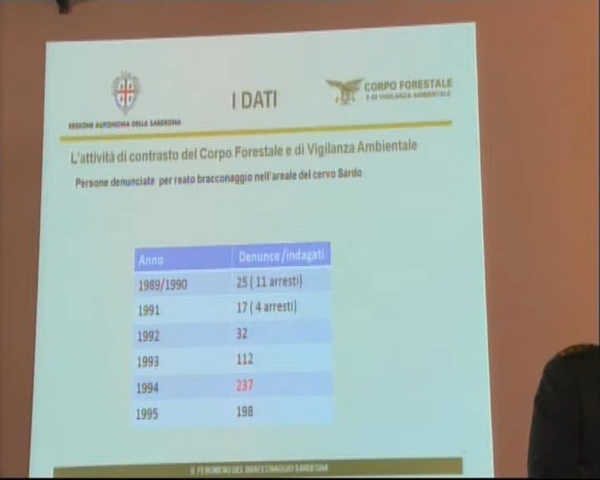 REGIONE AUTONOMA DELLA SARDEGNA
I DATI
CORPO FORESTALE
E DI VIGILANZA AMBIENTALE
L'attività di contrasto del Corpo Forestale e di Vigilanza Ambientale
Persone denunciate per reato bracconaggio nell'areale del cervo Sardo
Anno Denunce /indagati
1989/1990 25 ( 11 arresti)
1991 17 ( 4 arresti)
1992 32
1993 112
1994 237
1995 198
IL FENOMENO DEL BRACCONAGGIO SARDEGNA